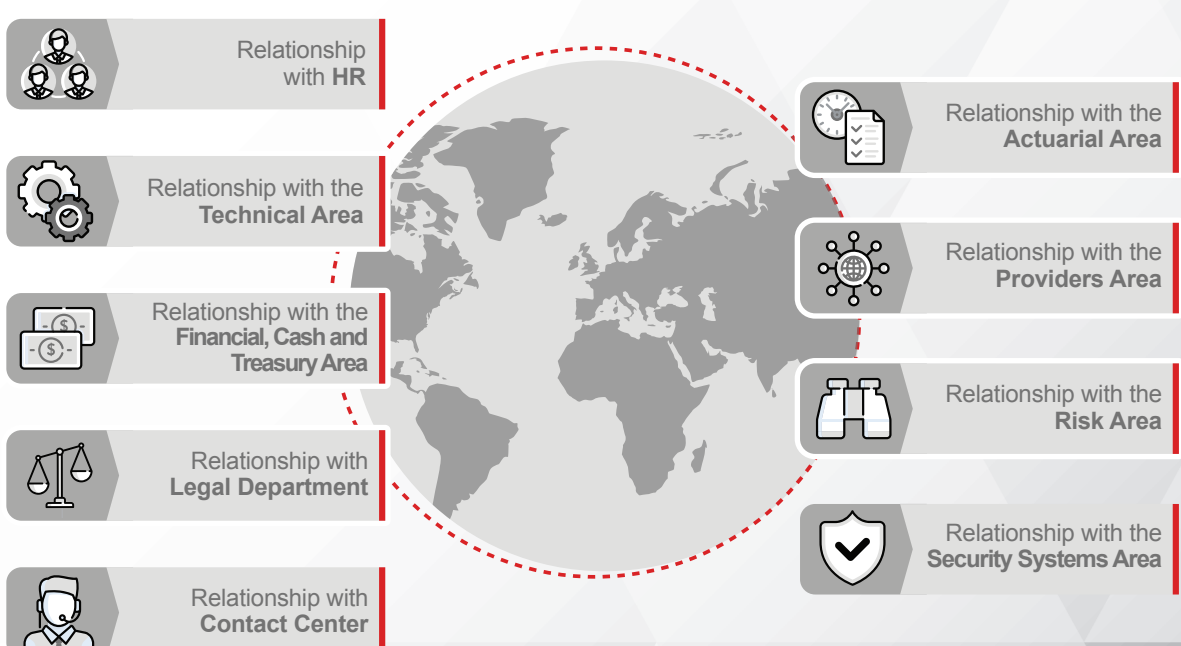 Relationship
with HR
Relationship with the
Technical Area
Relationship with the
Financial, Cash and
Treasury Area
Relationship with
Legal Department
Relationship with
Contact Center
Relationship with the
Actuarial Area
Relationship with the
Providers Area
Relationship with the
Risk Area
Relationship with the
Security Systems Area